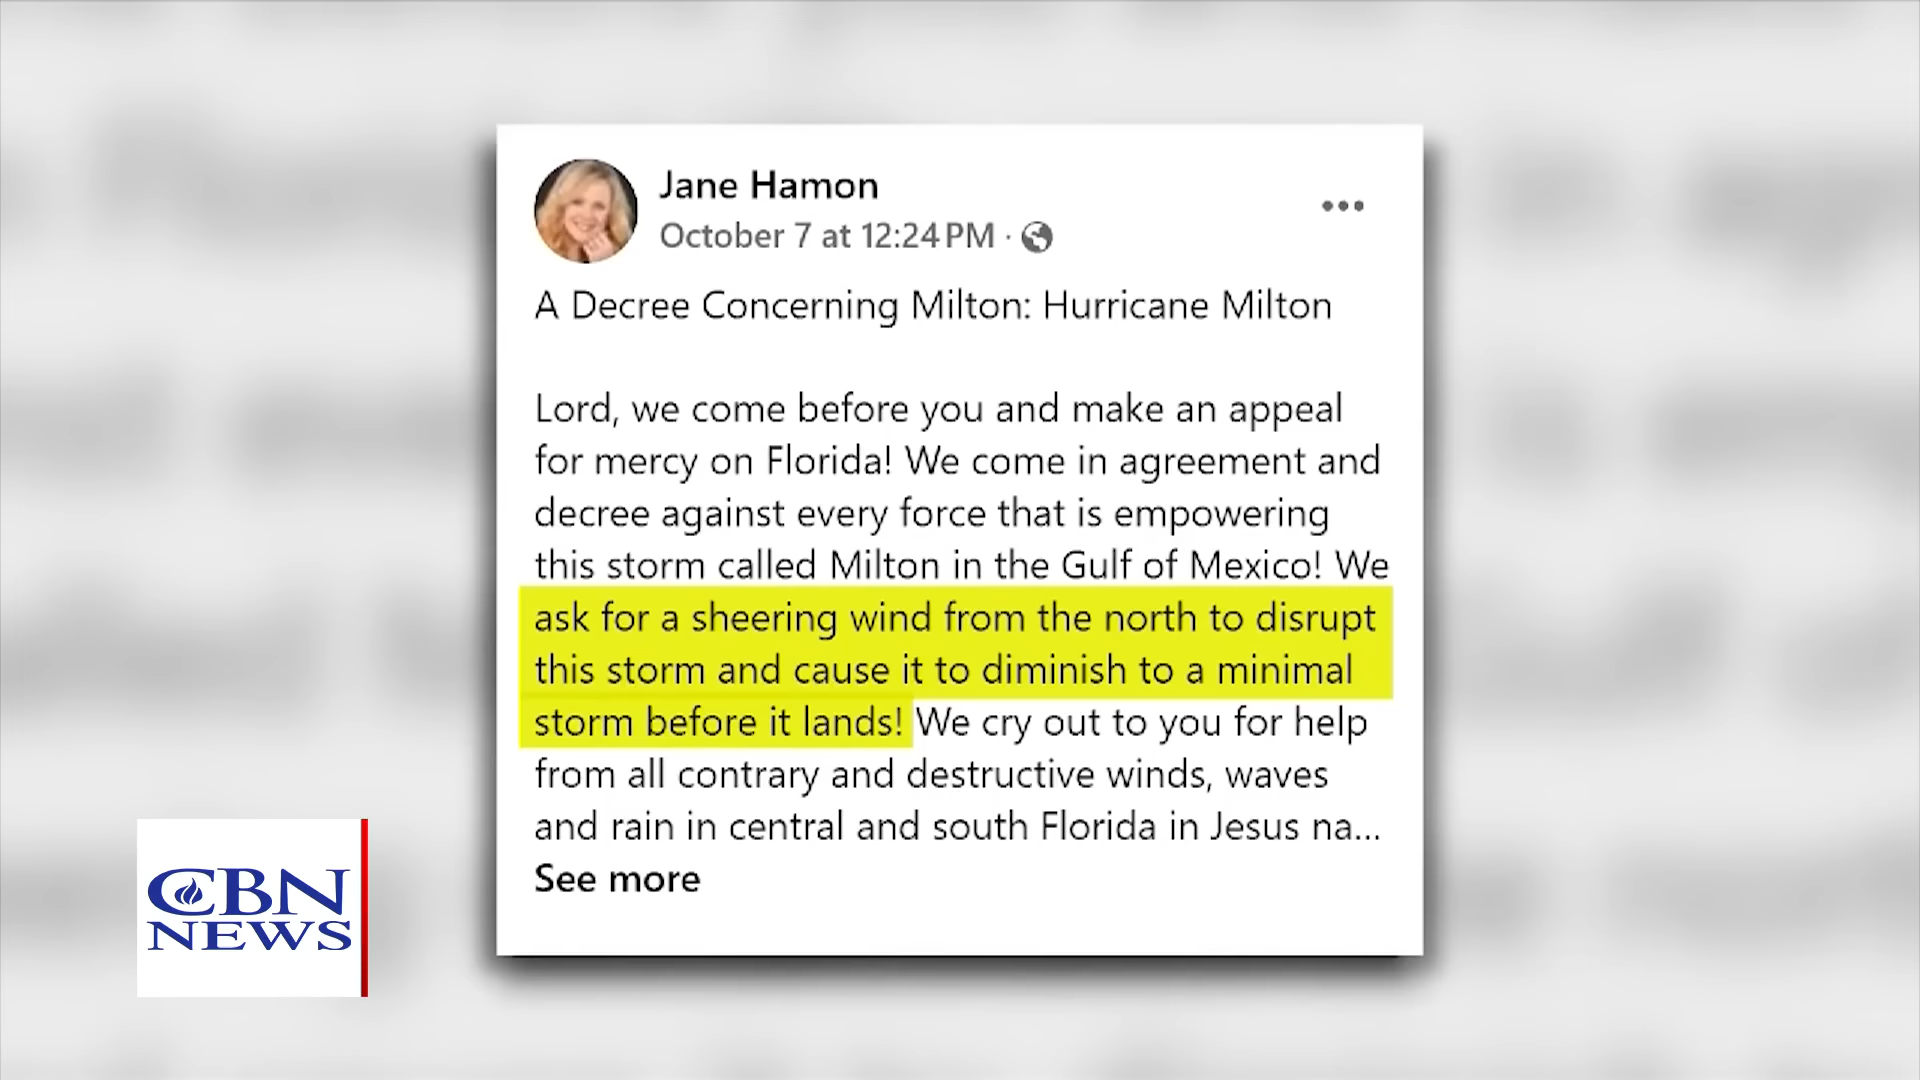 Jane Hamon
October 7 at 12:24 PM ·
A Decree Concerning Milton: Hurricane Milton
Lord, we come before you and make an appeal
for mercy on Florida! We come in agreement and
decree against every force that is empowering
this storm called Milton in the Gulf of Mexico! We
ask for a sheering wind from the north to disrupt
this storm and cause it to diminish to a minimal
storm before it lands! We cry out to you for help
from all contrary and destructive winds, waves
and rain in central and south Florida in Jesus na...
See more
CBN
NEWS